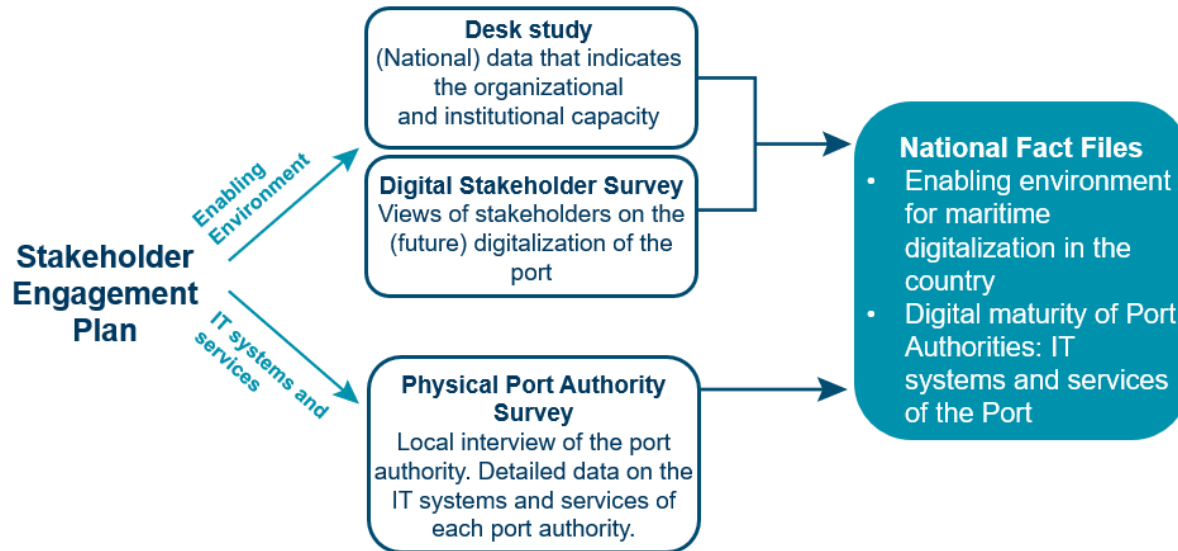 Stakeholder
Engagement
Plan
Enabling
Environment
IT systems and
services
Desk study
(National) data that indicates
the organizational
and institutional capacity
Digital Stakeholder Survey
Views of stakeholders on the
(future) digitalization of the
port
Physical Port Authority
Survey
Local interview of the port
authority. Detailed data on the
IT systems and services of
each port authority.
National Fact Files
• Enabling environment
for maritime
digitalization in the
country
• Digital maturity of Port
Authorities: IT
systems and services
of the Port